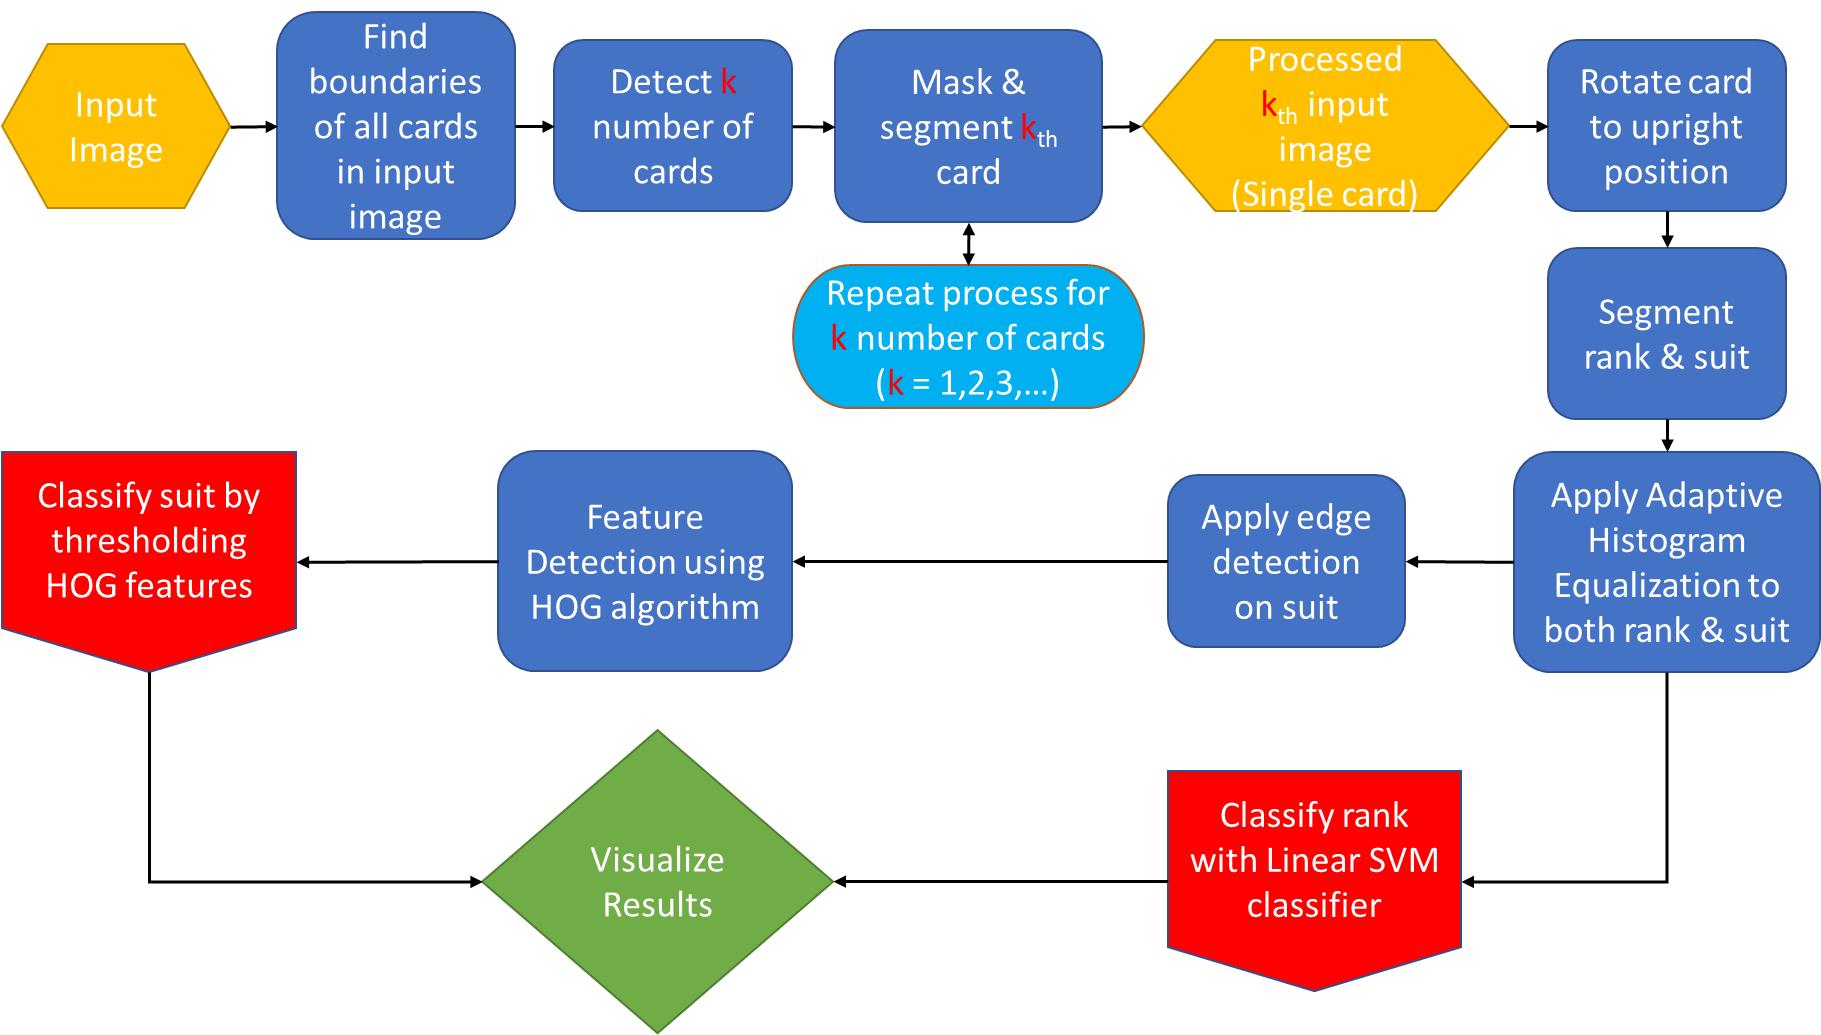 Input
Image
Find
boundaries
of all cards
in input
image
Detect k
number of
cards
Mask &
segment kth
card
Processed
kth input
image
(Single card)
Rotate card
to upright
position
Repeat process for
k number of cards
(k = 1,2,3,...)
Segment
rank & suit
Classify suit by
thresholding
HOG features
Feature
Detection using
HOG algorithm
Apply edge
detection
on suit
Apply Adaptive
Histogram
Equalization to
both rank & suit
Visualize
Results
Classify rank
with Linear SVM
classifier